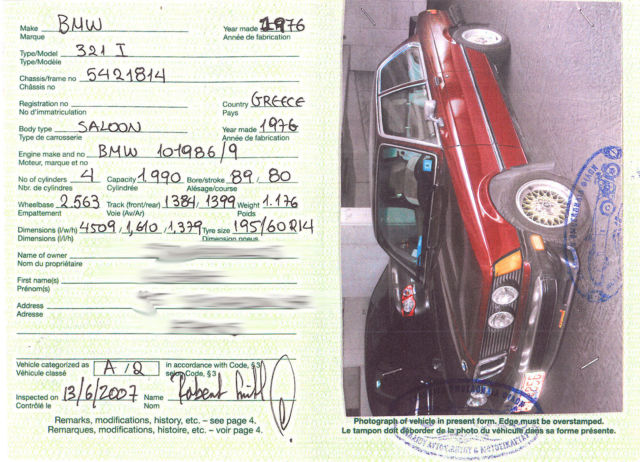 Make BMW Year made 1976
Marque Année de fabrication
Type/Model 321 I
Type/Modèle
Chassis/frame no 5421814
Châssis no
Registration no Country GREECE
No d'immatriculation Pays
Body type SALOON Year made 1976
Type de carrosserie Année de fabrication
Engine make and no BMW 101986/9
Moteur, marque et no
No of cylinders 4 Capacity 1.990 Bore/stroke 89, 80
Nbr. de cylindres Cylindrée Alésage/course
Wheelbase 2.563 Track (front/rear) 1384, 1399 Weight 1.176
Empattement Voie (Av/Ar) Poids
Dimensions (l/w/h) 4509, 1,610, 1,379 Tyre size 195/60R14
Dimensions (l/l/h) Dimension pneus
Name of owner
Nom du propriétaire
First name(s)
Prénom(s)
Address
Adresse
Vehicle categorized as A/2 in accordance with Code, §3
Véhicule classé selon Code, §3
Inspected on 13/6/2007 Name
Contrôlé le Nom
Remarks, modifications, history, etc. – see page 4.
Remarques, modifications, histoire, etc. – voir page 4.
Photograph of vehicle in present form. Edge must be overstamped.
Le tampon doit déborder de la photo du véhicule dans sa forme présente.